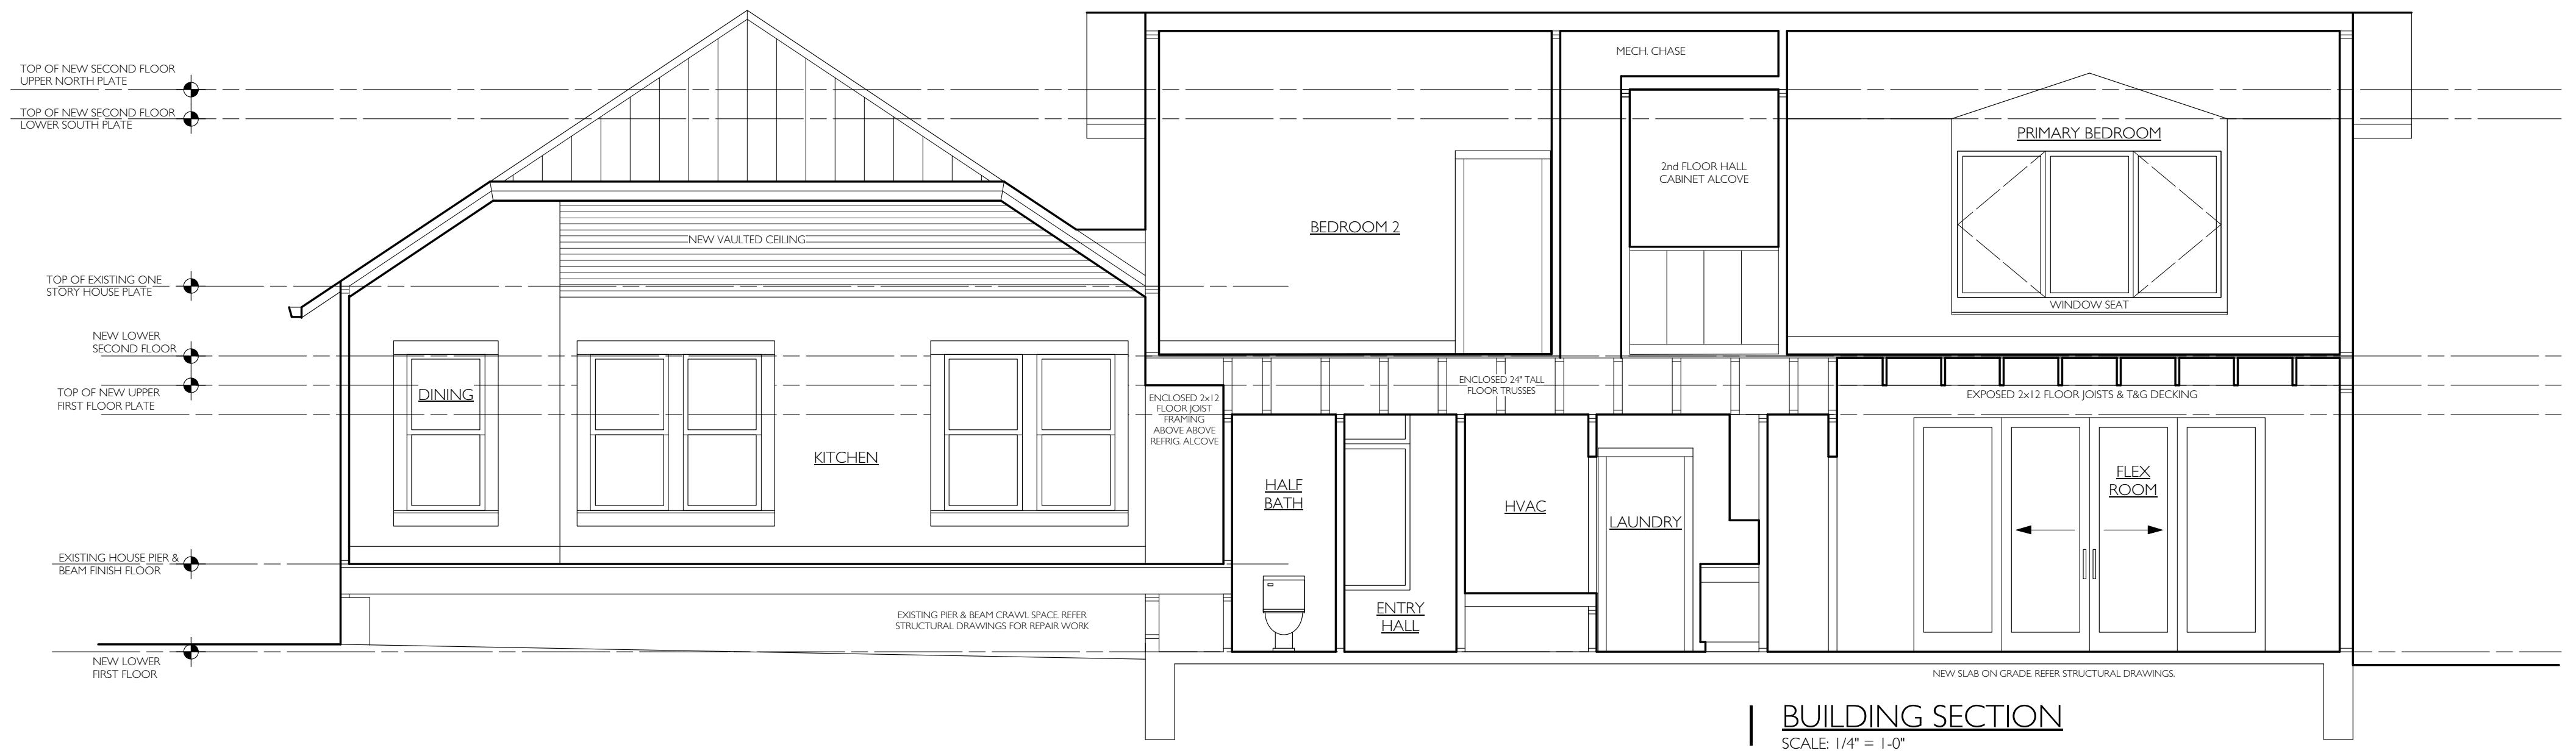 TOP OF NEW SECOND FLOOR
UPPER NORTH PLATE
TOP OF NEW SECOND FLOOR
LOWER SOUTH PLATE
TOP OF EXISTING ONE
STORY HOUSE PLATE
NEW LOWER
SECOND FLOOR
TOP OF NEW UPPER
FIRST FLOOR PLATE
EXISTING HOUSE PIER &
BEAM FINISH FLOOR
NEW LOWER
FIRST FLOOR
NEW VAULTED CEILING
DINING
KITCHEN
EXISTING PIER & BEAM CRAWL SPACE. REFER
STRUCTURAL DRAWINGS FOR REPAIR WORK
ENCLOSED 2x12
FLOOR JOIST
FRAMING
ABOVE ABOVE
REFRIG. ALCOVE
MECH. CHASE
BEDROOM 2
2nd FLOOR HALL
CABINET ALCOVE
PRIMARY BEDROOM
WINDOW SEAT
ENCLOSED 24" TALL
FLOOR TRUSSES
EXPOSED 2x12 FLOOR JOISTS & T&G DECKING
HALF
BATH
ENTRY
HALL
HVAC
LAUNDRY
FLEX
ROOM
NEW SLAB ON GRADE. REFER STRUCTURAL DRAWINGS.
BUILDING SECTION
SCALE: 1/4" = 1-0"